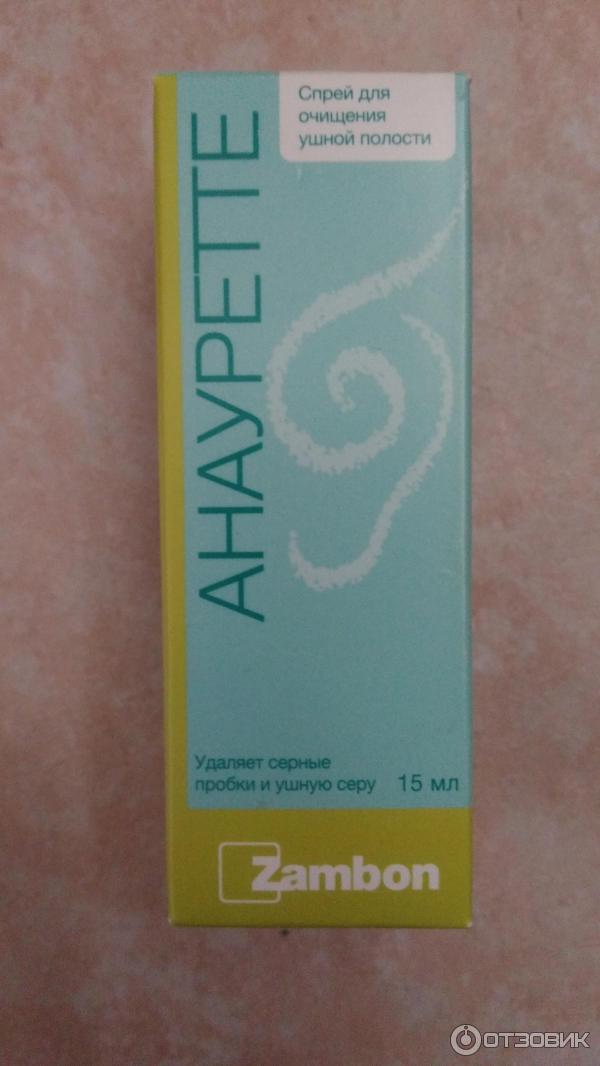 Спрей для
очищения
ушной полости
АНАУРЕТТЕ
Удаляет серные
пробки и ушную серу 15 мл
Zambon
ОТЗОВИК